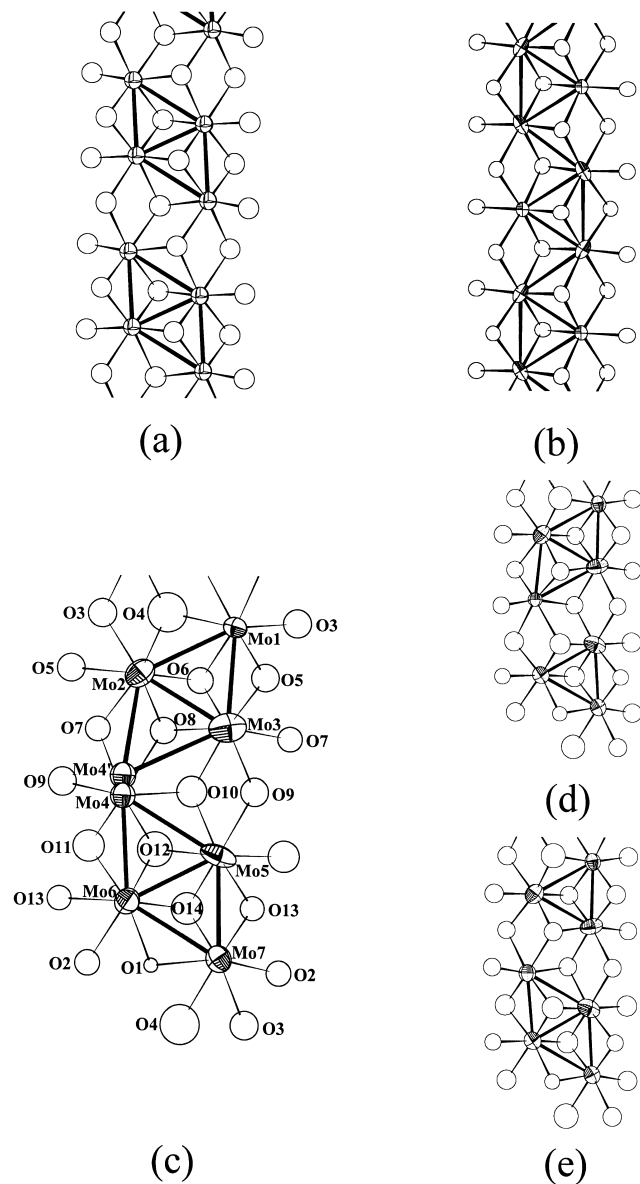 (a)
(b)
O3 O4 Mo1 O3
O5 Mo2 O6 O5
O7 O8 Mo3 O7
O9 Mo4' Mo4 O10 O9
O11 O12 Mo5
O13 Mo6 O14 O13
O2 O1 Mo7 O2
O4 O3
(c)
(d)
(e)